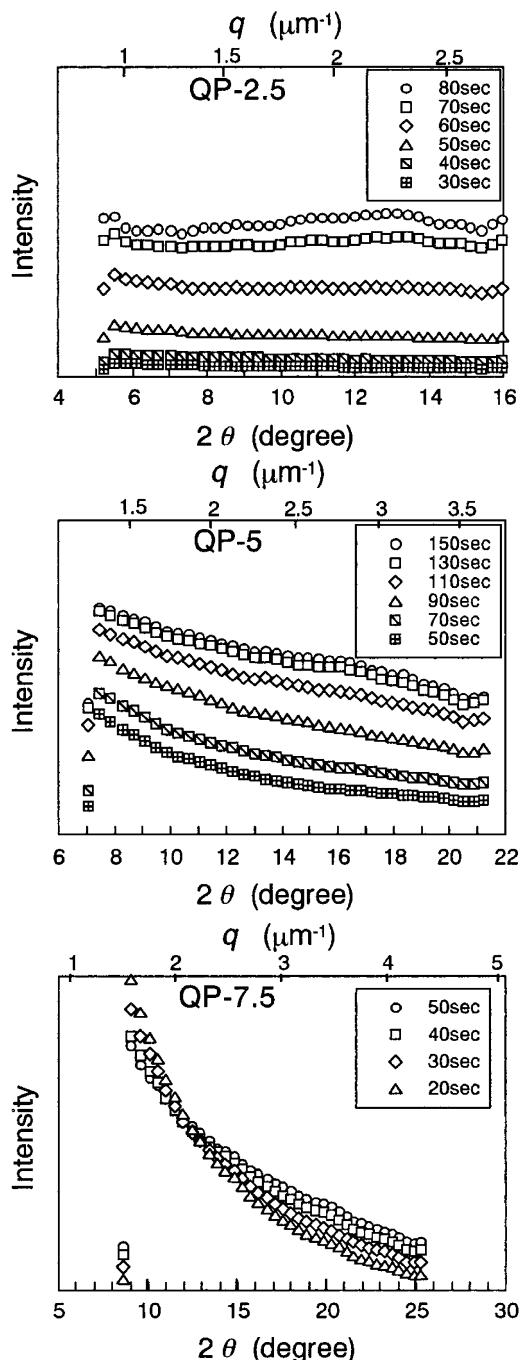 q (μm-1)
1 1.5 2 2.5
QP-2.5
80sec
70sec
60sec
50sec
40sec
30sec
Intensity
4 6 8 10 12 14 16
2 θ (degree)
q (μm-1)
1.5 2 2.5 3 3.5
QP-5
150sec
130sec
110sec
90sec
70sec
50sec
Intensity
6 8 10 12 14 16 18 20 22
2 θ (degree)
q (μm-1)
1 2 3 4 5
QP-7.5
50sec
40sec
30sec
20sec
Intensity
5 10 15 20 25 30
2 θ (degree)